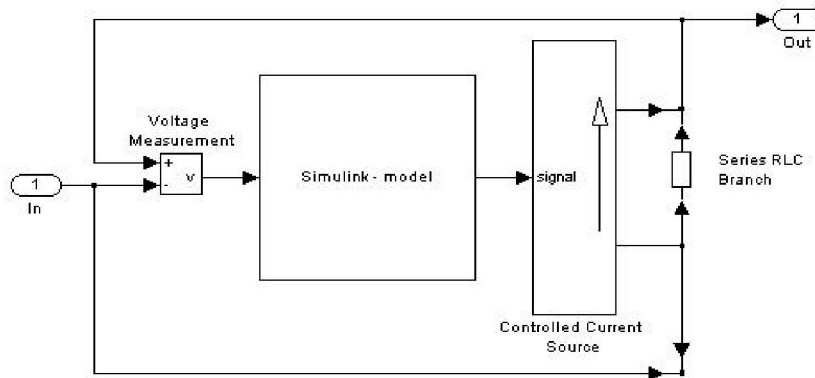 1
Out
Voltage
Measurement
+
-
v
1
In
Simulink - model
signal
Series RLC
Branch
Controlled Current
Source